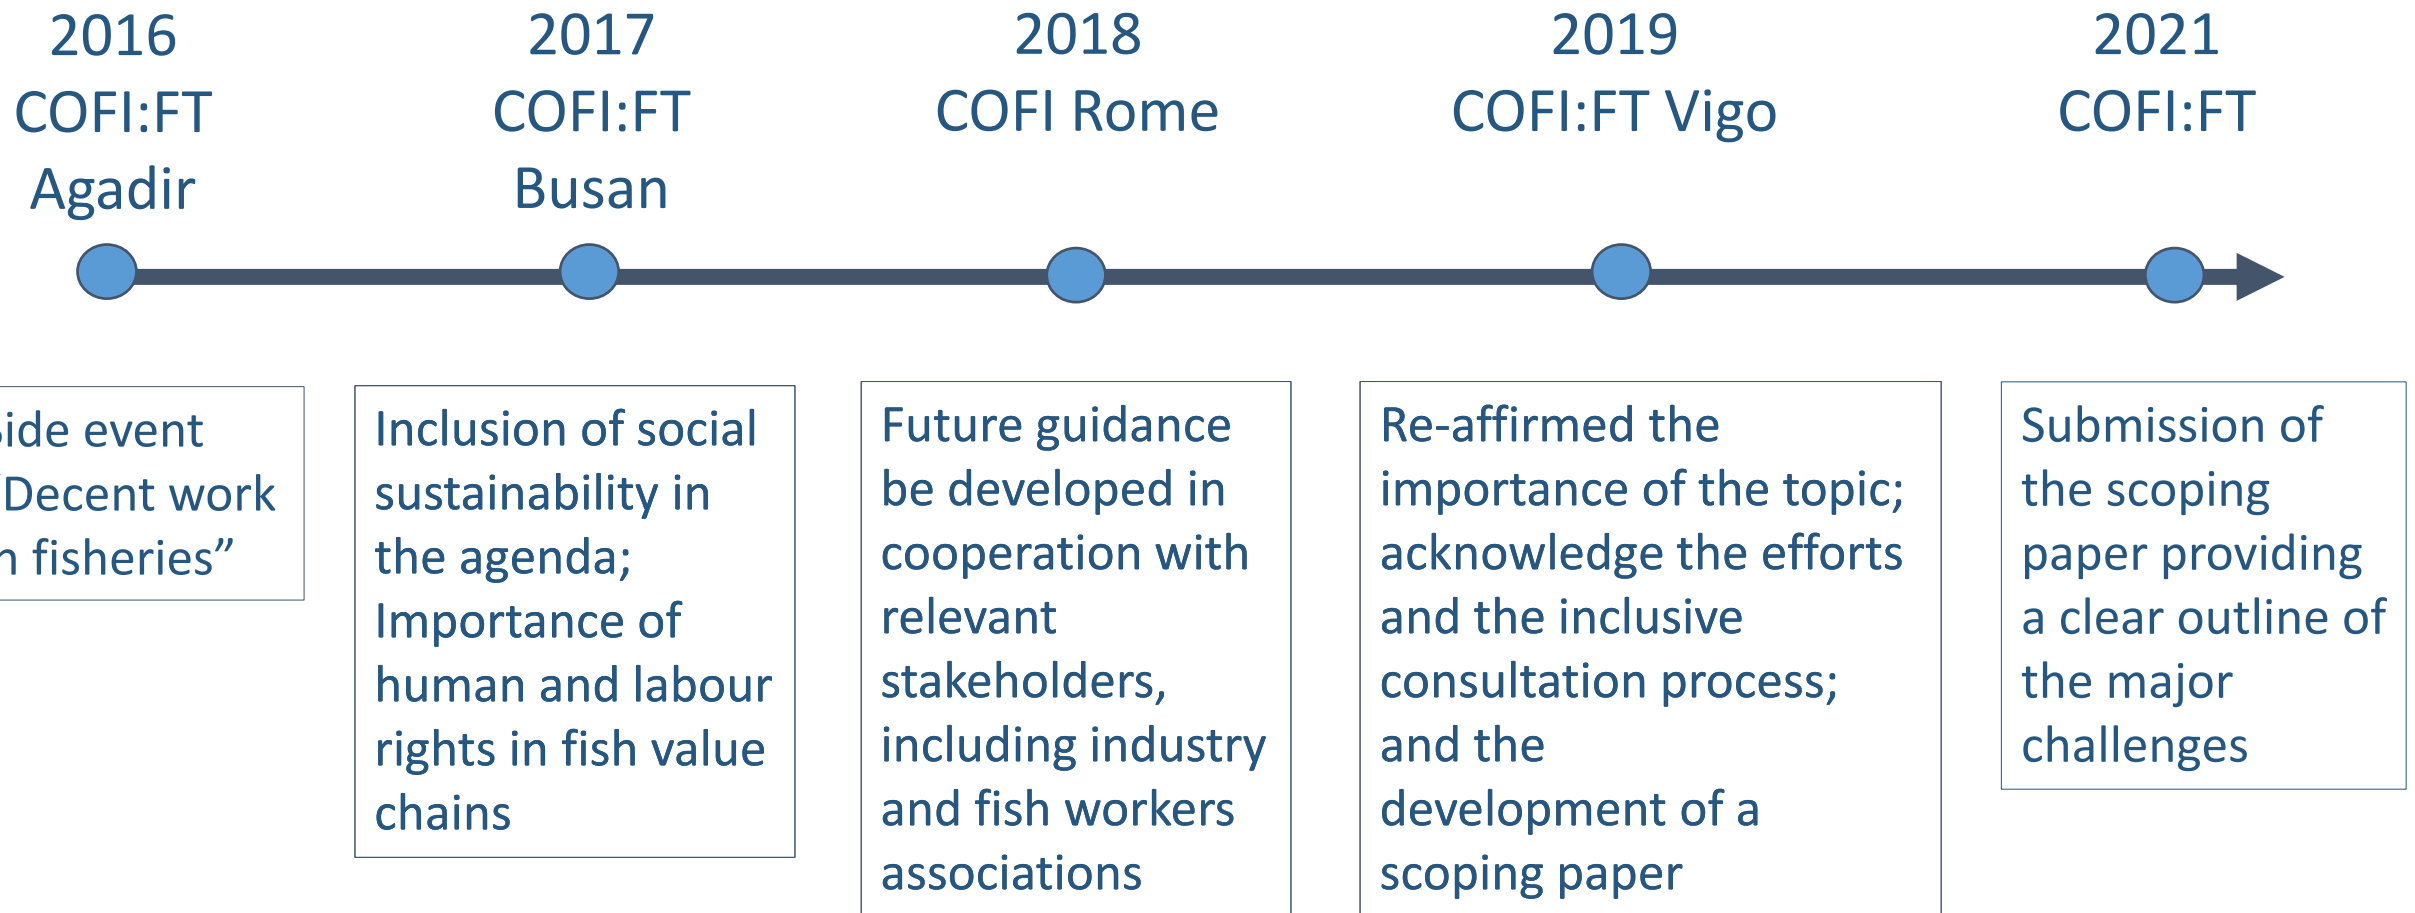 2016
COFI:FT
Agadir
2017
COFI:FT
Busan
2018
COFI Rome
2019
COFI:FT Vigo
2021
COFI:FT
ide event
Decent work
n fisheries”
Inclusion of social
sustainability in
the agenda;
Importance of
human and labour
rights in fish value
chains
Future guidance
be developed in
cooperation with
relevant
stakeholders,
including industry
and fish workers
associations
Re-affirmed the
importance of the topic;
acknowledge the efforts
and the inclusive
consultation process;
and the
development of a
scoping paper
Submission of
the scoping
paper providing
a clear outline of
the major
challenges